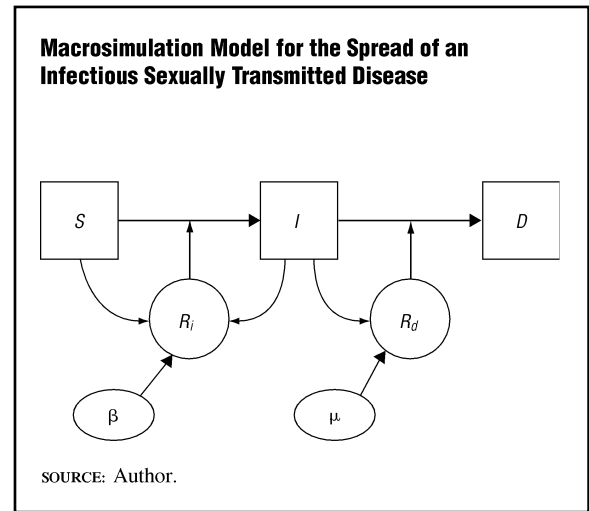 Macrosimulation Model for the Spread of an
Infectious Sexually Transmitted Disease
S
I
D
Ri
Rd
β
μ
SOURCE: Author.